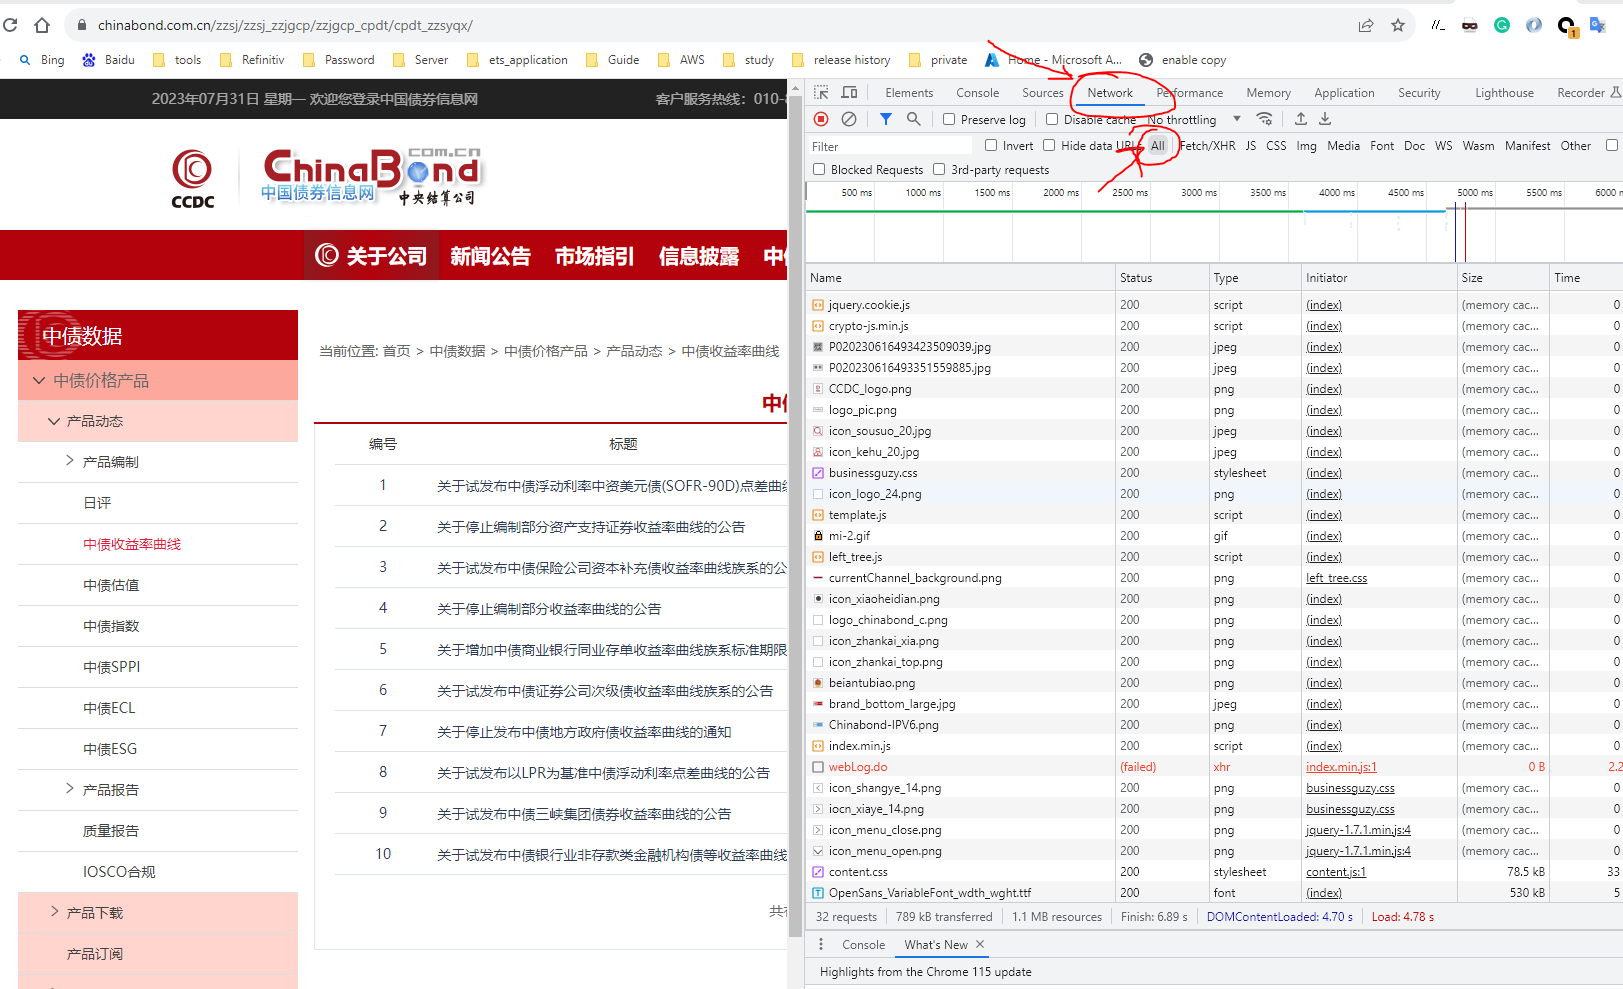 chinabond.com.cn/zzsj/zzsj_zzjgcp/zzjgcp_cpdt/cpdt_zzsyqx/
Bing Baidu tools Refinitiv Password Server ets_application Guide AWS study release history private Home - Microsoft A... enable copy
1
2023年07月31日 星期一 欢迎您登录中国债券信息网
客户服务热线：010-8
CCDC
ChinaBond
.com.cn
中国债券信息网
中央结算公司
关于公司 新闻公告 市场指引 信息披露 中债
中债数据
中债价格产品
产品动态
产品编制
日评
中债收益率曲线
中债估值
中债指数
中债SPPI
中债ECL
中债ESG
产品报告
质量报告
IOSCO合规
产品下载
产品订阅
当前位置: 首页 > 中债数据 > 中债价格产品 > 产品动态 > 中债收益率曲线
中债
编号 标题
1 关于试发布中债浮动利率中资美元债(SOFR-90D)点差曲线
2 关于停止编制部分资产支持证券收益率曲线的公告
3 关于试发布中债保险公司资本补充债收益率曲线族系的公
4 关于停止编制部分收益率曲线的公告
5 关于增加中债商业银行同业存单收益率曲线族系标准期限
6 关于试发布中债证券公司次级债收益率曲线族系的公告
7 关于停止发布中债地方政府债收益率曲线的通知
8 关于试发布以LPR为基准中债浮动利率点差曲线的公告
9 关于试发布中债三峡集团债券收益率曲线的公告
10 关于试发布中债银行业非存款类金融机构债等收益率曲线
共有
Elements Console Sources Network Performance Memory Application Security Lighthouse Recorder
Preserve log Disable cache No throttling
Filter Invert Hide data URLs All Fetch/XHR JS CSS Img Media Font Doc WS Wasm Manifest Other
Blocked Requests 3rd-party requests
500 ms 1000 ms 1500 ms 2000 ms 2500 ms 3000 ms 3500 ms 4000 ms 4500 ms 5000 ms 5500 ms 6000 m
Name Status Type Initiator Size Time
jquery.cookie.js 200 script (index) (memory cac... 0
crypto-js.min.js 200 script (index) (memory cac... 0
P020230616493423509039.jpg 200 jpeg (index) (memory cac... 0
P020230616493351559885.jpg 200 jpeg (index) (memory cac... 0
CCDC_logo.png 200 png (index) (memory cac... 0
logo_pic.png 200 png (index) (memory cac... 0
icon_sousuo_20.jpg 200 jpeg (index) (memory cac... 0
icon_kehu_20.jpg 200 jpeg (index) (memory cac... 0
businessguzy.css 200 stylesheet (index) (memory cac... 0
icon_logo_24.png 200 png (index) (memory cac... 0
template.js 200 script (index) (memory cac... 0
mi-2.gif 200 gif (index) (memory cac... 0
left_tree.js 200 script (index) (memory cac... 0
currentChannel_background.png 200 png left_tree.css (memory cac... 0
icon_xiaoheidian.png 200 png (index) (memory cac... 0
logo_chinabond_c.png 200 png (index) (memory cac... 0
icon_zhankai_xia.png 200 png (index) (memory cac... 0
icon_zhankai_top.png 200 png (index) (memory cac... 0
beiantubiao.png 200 png (index) (memory cac... 0
brand_bottom_large.jpg 200 jpeg (index) (memory cac... 0
Chinabond-IPV6.png 200 png (index) (memory cac... 0
index.min.js 200 script (index) (memory cac... 0
webLog.do (failed) xhr index.min.js:1 0 B 2.2
icon_shangye_14.png 200 png businessguzy.css (memory cac... 0
iocn_xiaye_14.png 200 png businessguzy.css (memory cac... 0
icon_menu_close.png 200 png jquery-1.7.1.min.js:4 (memory cac... 0
icon_menu_open.png 200 png jquery-1.7.1.min.js:4 (memory cac... 0
content.css 200 stylesheet content.js:1 78.5 kB 33
OpenSans_VariableFont_wdth_wght.ttf 200 font (index) 530 kB 5
32 requests 789 kB transferred 1.1 MB resources Finish: 6.89 s DOMContentLoaded: 4.70 s Load: 4.78 s
Console What's New
Highlights from the Chrome 115 update